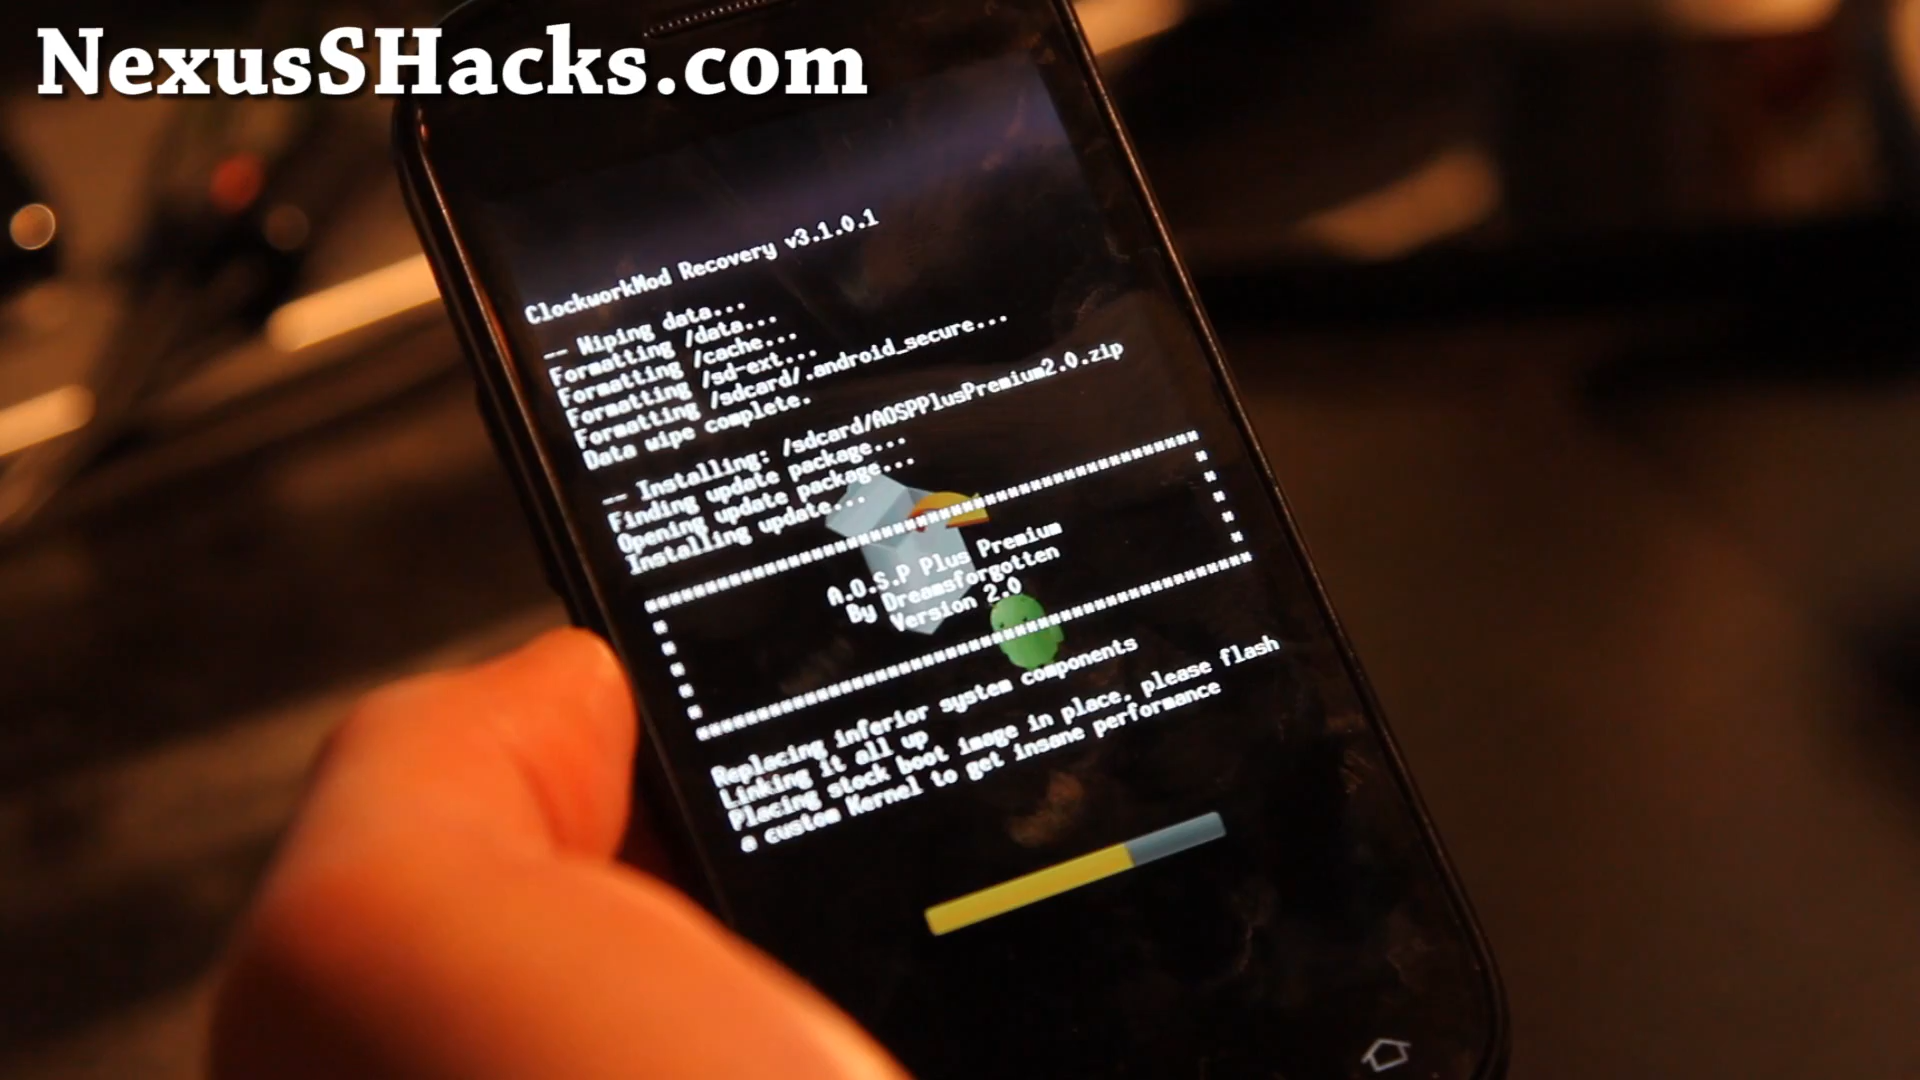 NexusSHacks.com
ClockworkMod Recovery v3.1.0.1
-- Wiping data...
Formatting /data...
Formatting /cache...
Formatting /sd-ext...
Formatting /sdcard/.android_secure...
Data wipe complete.
-- Installing: /sdcard/AOSPPlusPremium2.0.zip
Finding update package...
Opening update package...
Installing update...
A.O.S.P Plus Premium
By Dreamsforgotten
Version 2.0
Replacing inferior system components
Linking it all up
Placing stock boot image in place, please flash
a custom Kernel to get insane performance